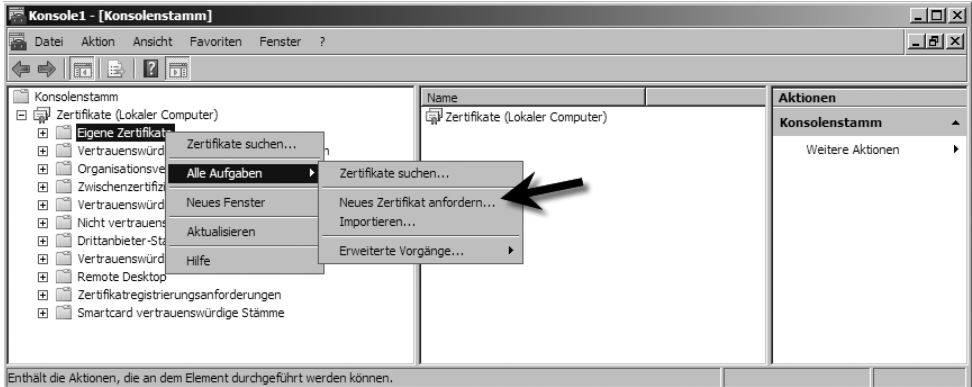 Konsole1 - [Konsolenstamm]
Datei Aktion Ansicht Favoriten Fenster ?
Konsolenstamm
Zertifikate (Lokaler Computer)
Eigene Zertifikate
Vertrauenswürd
Organisationsve
Zwischenzertifizi
Vertrauenswürd
Nicht vertrauens
Drittanbieter-Sta
Vertrauenswürd
Remote Desktop
Zertifikatregistrierungsanforderungen
Smartcard vertrauenswürdige Stämme
Zertifikate suchen...
Alle Aufgaben
Neues Fenster
Aktualisieren
Hilfe
Zertifikate suchen...
Neues Zertifikat anfordern...
Importieren...
Erweiterte Vorgänge...
Name
Zertifikate (Lokaler Computer)
Aktionen
Konsolenstamm
Weitere Aktionen
Enthält die Aktionen, die an dem Element durchgeführt werden können.